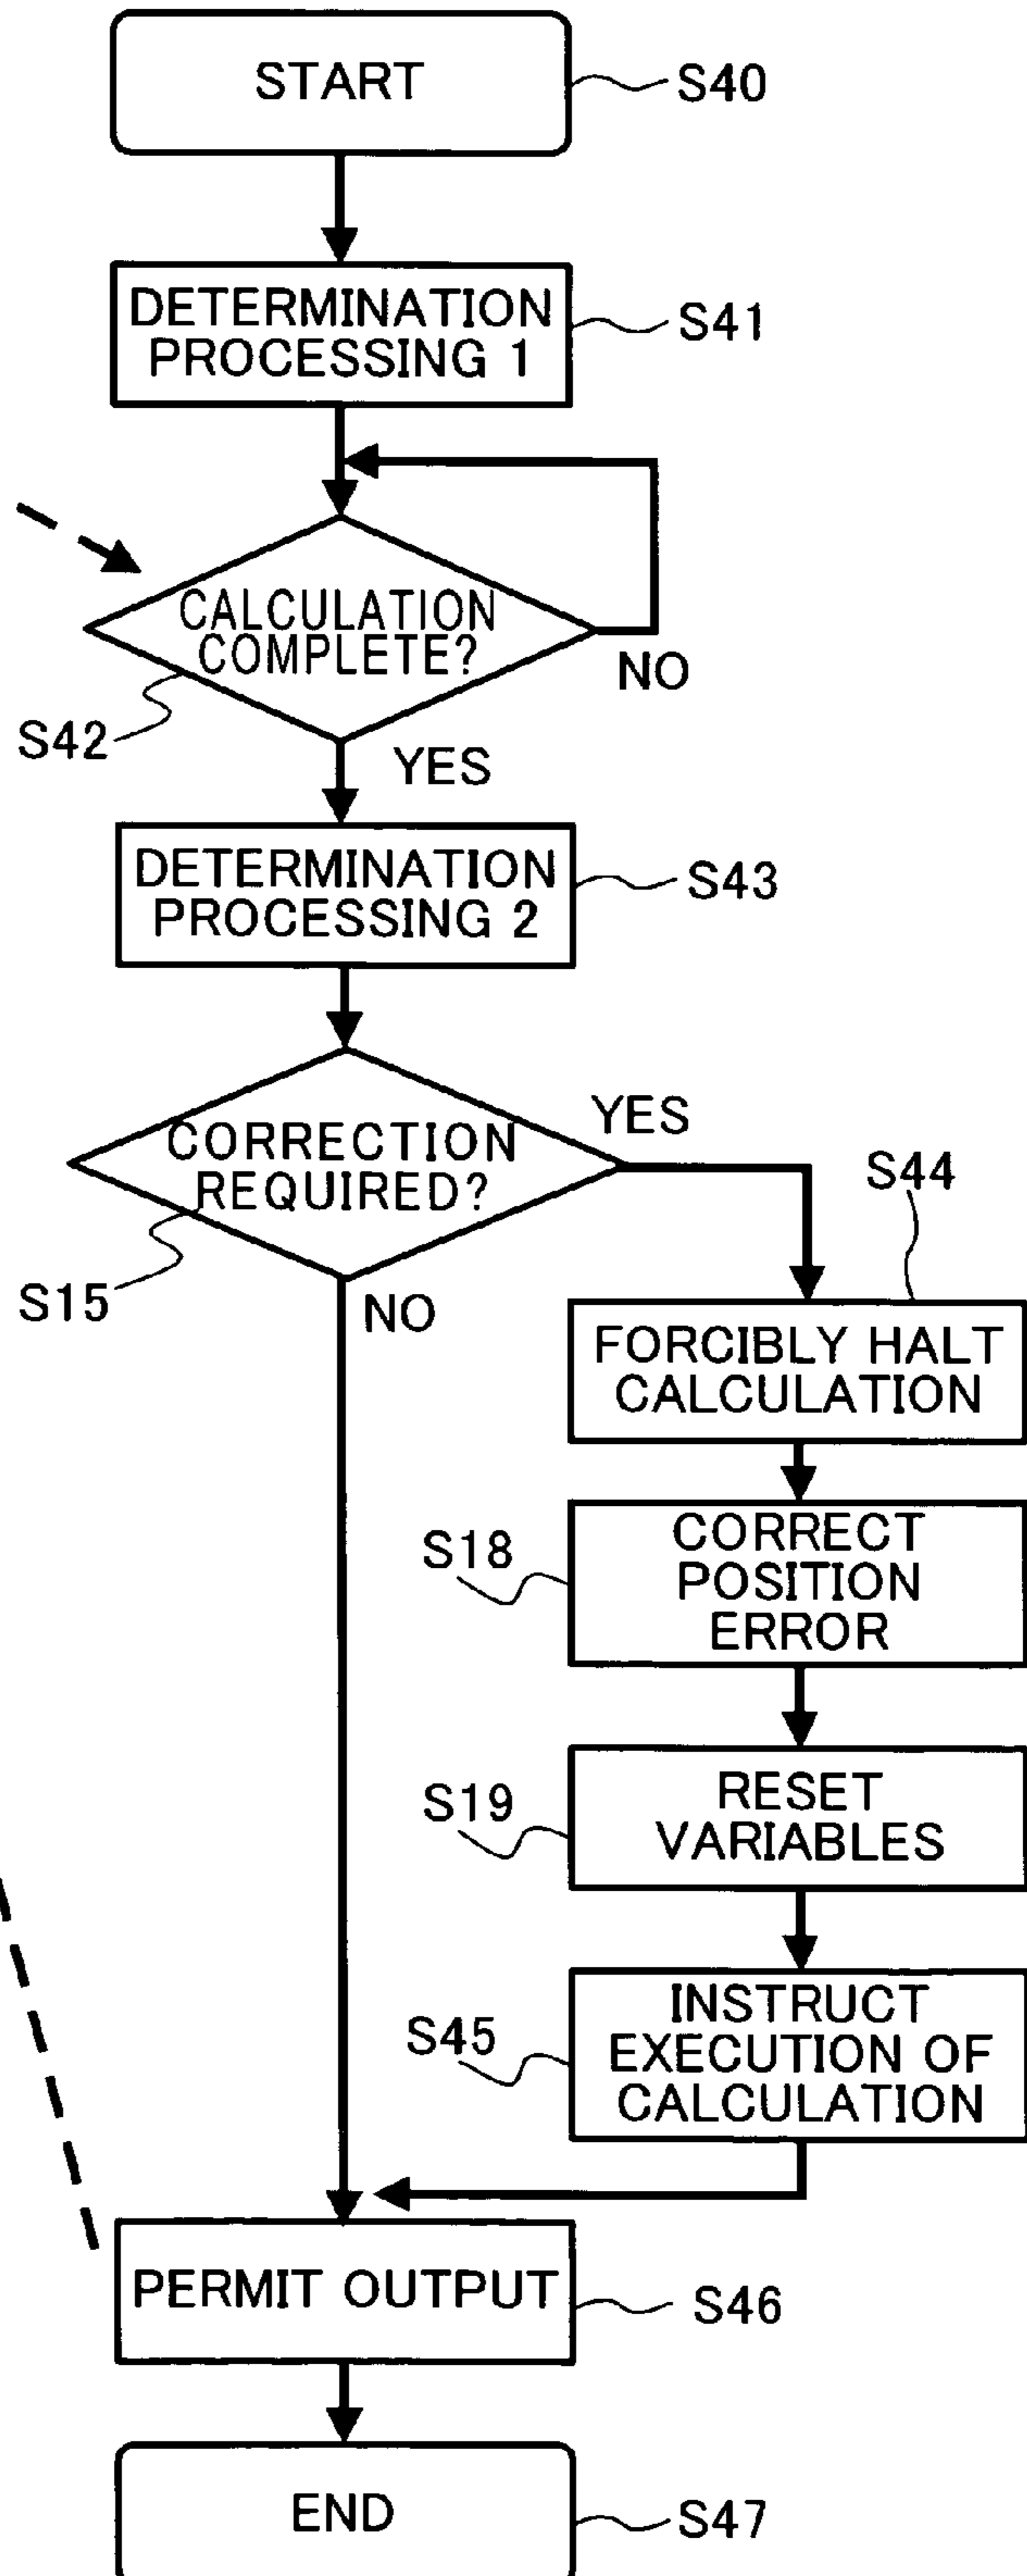 START
S40
DETERMINATION
PROCESSING 1
S41
CALCULATION
COMPLETE?
NO
S42
YES
DETERMINATION
PROCESSING 2
S43
CORRECTION
REQUIRED?
YES
S15
NO
S44
FORCIBLY HALT
CALCULATION
S18
CORRECT
POSITION
ERROR
S19
RESET
VARIABLES
S45
INSTRUCT
EXECUTION OF
CALCULATION
PERMIT OUTPUT
S46
END
S47